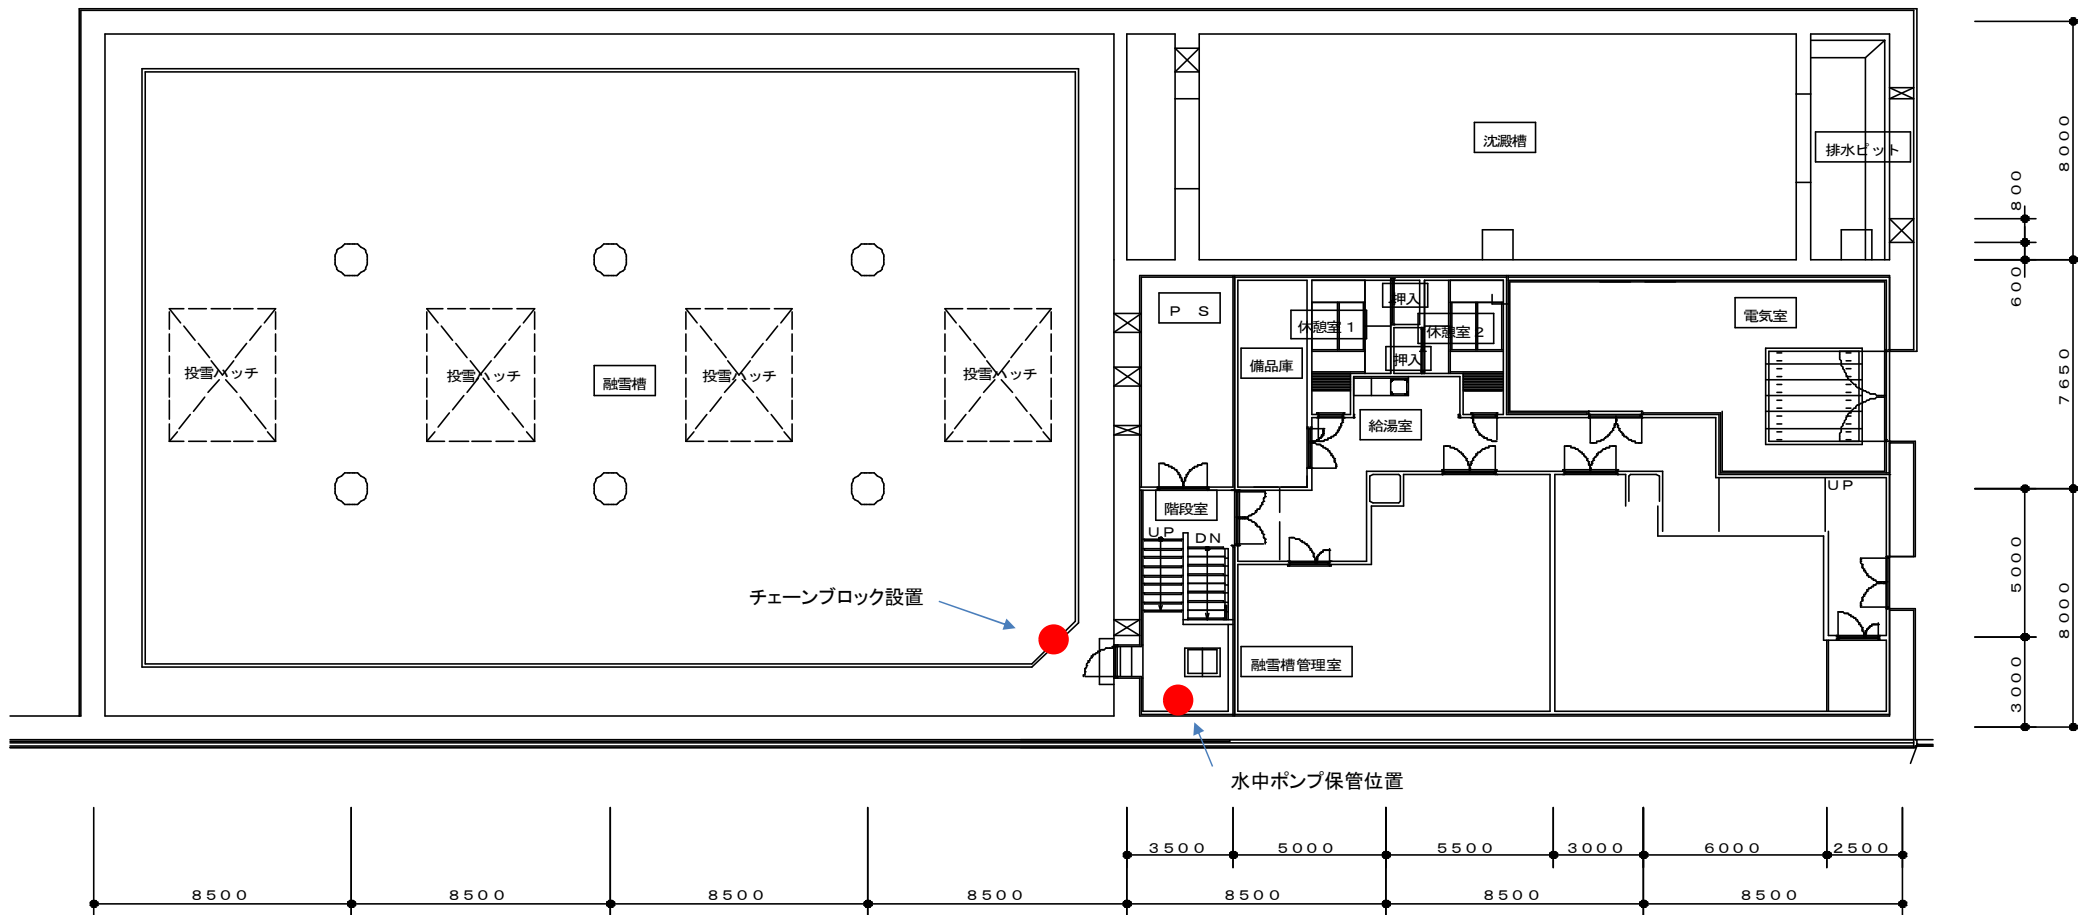 沈澱槽
排水ピット
8000
800
600
P S
押入
休憩室1
休憩室2
電気室
備品庫
押入
投雪ハッチ
投雪ハッチ
融雪槽
投雪ハッチ
投雪ハッチ
給湯室
7650
UP
階段室
UP
DN
チェーンブロック設置
融雪槽管理室
5000
8000
3000
水中ポンプ保管位置
3500
5000
5500
3000
6000
2500
8500
8500
8500
8500
8500
8500
8500